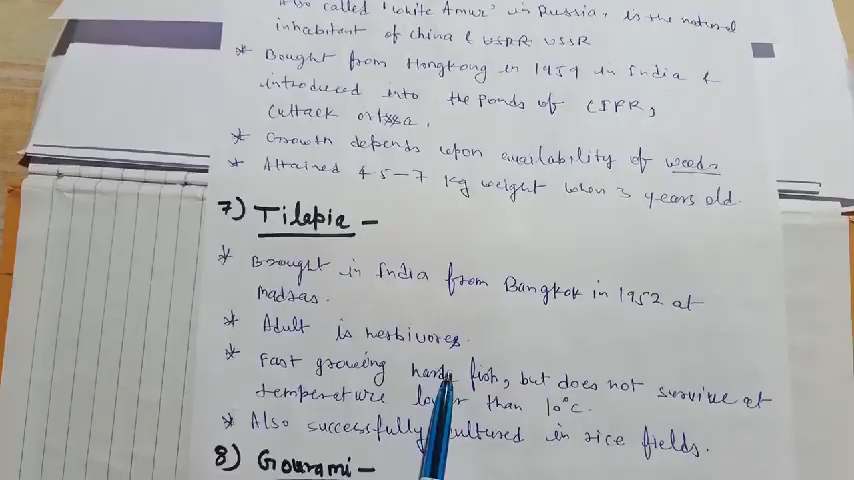 Also called 'White Amur' in Russia, is the natural
inhabitant of china & USPR USSR
* Bought from Hongkong in 1959 in India &
introduced into the Ponds of CIFR,
Cuttack orissa.
* Growth depends upon availability of weeds
* Attained 4.5-7 Kg weight when 3 years old.
7) Tilapia -
* Brought in India from Bangkok in 1952 at
Madras.
* Adult is herbivores.
* Fast growing hardy fish, but does not survive at
temperature lower than 10°c.
* Also successfully cultured in rice fields.
8) Gourami -